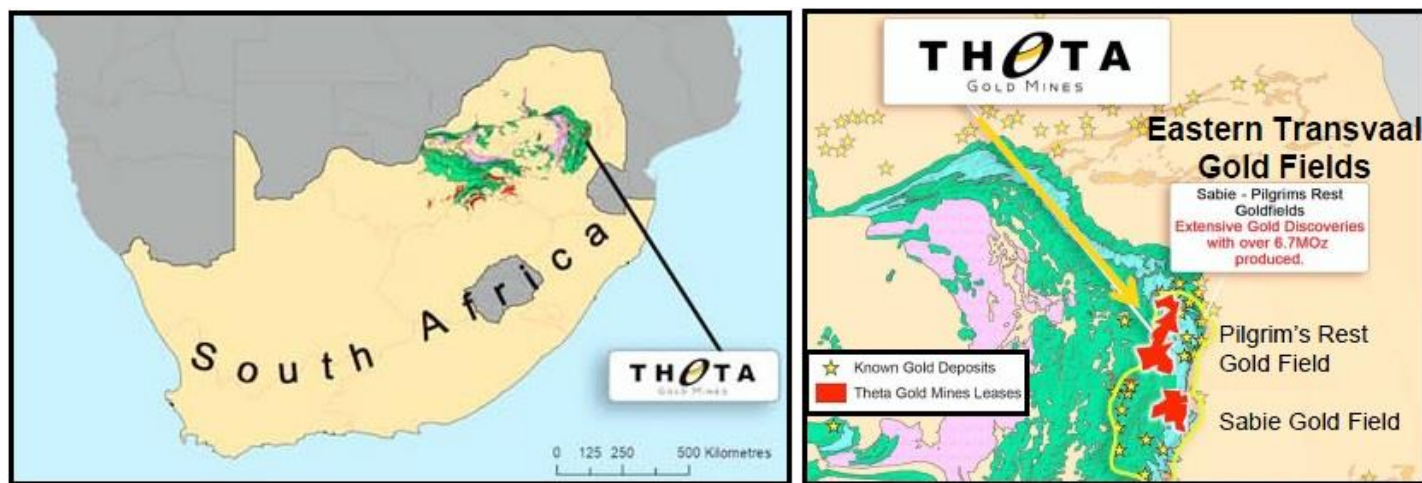 South Africa
THETA
GOLD MINES
0 125 250 500 Kilometres
THETA
GOLD MINES
Eastern Transvaal
Gold Fields
Sabie - Pilgrims Rest
Goldfields
Extensive Gold Discoveries
with over 6.7MOz
produced.
Pilgrim's Rest
Gold Field
Known Gold Deposits
Theta Gold Mines Leases
Sabie Gold Field